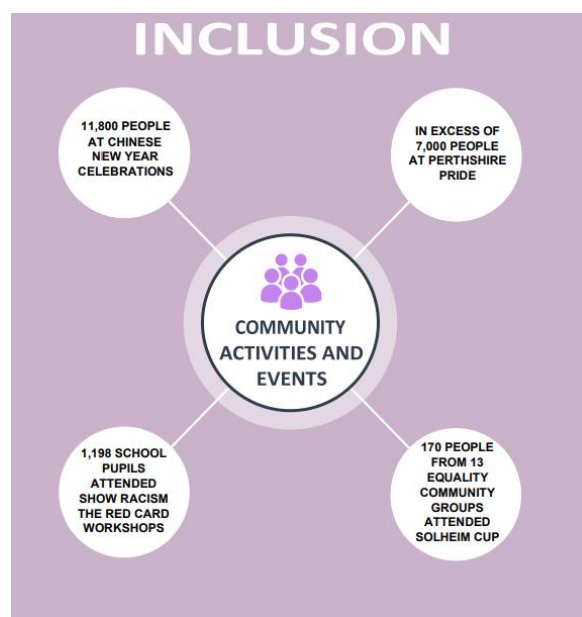 INCLUSION
11,800 PEOPLE
AT CHINESE
NEW YEAR
CELEBRATIONS
IN EXCESS OF
7,000 PEOPLE
AT PERTHSHIRE
PRIDE
COMMUNITY
ACTIVITIES AND
EVENTS
1,198 SCHOOL
PUPILS
ATTENDED
SHOW RACISM
THE RED CARD
WORKSHOPS
170 PEOPLE
FROM 13
EQUALITY
COMMUNITY
GROUPS
ATTENDED
SOLHEIM CUP